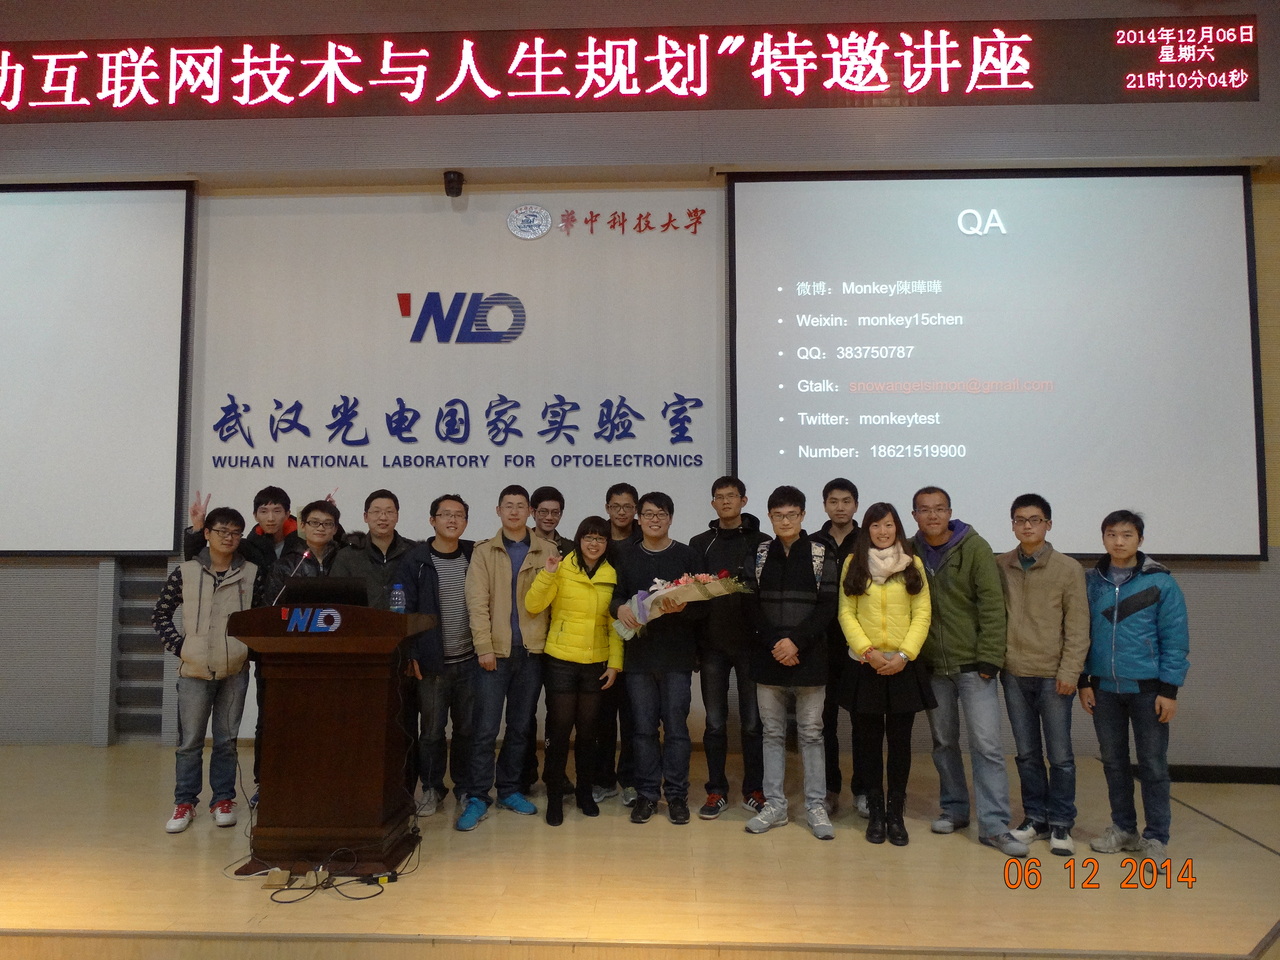 动互联网技术与人生规划"特邀讲座
2014年12月06日
星期六
21时10分04秒
華中科技大學
WNLO
武汉光电国家实验室
WUHAN NATIONAL LABORATORY FOR OPTOELECTRONICS
QA
• 微博：Monkey陳曄曄
• Weixin：monkey15chen
• QQ：383750787
• Gtalk：snowangelsimon@gmail.com
• Twitter：monkeytest
• Number：18621519900
WNLO
06 12 2014